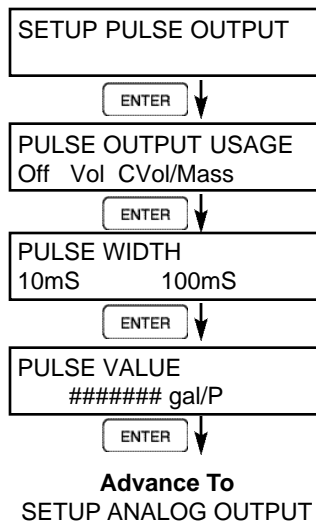 SETUP PULSE OUTPUT
ENTER
PULSE OUTPUT USAGE
Off Vol CVol/Mass
ENTER
PULSE WIDTH
10mS 100mS
ENTER
PULSE VALUE
####### gal/P
ENTER
Advance To
SETUP ANALOG OUTPUT